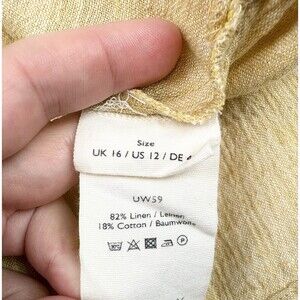 Size
UK 16 / US 12 / DE
UW59
82% Linen / Leinen
18% Cotton / Baumwolle